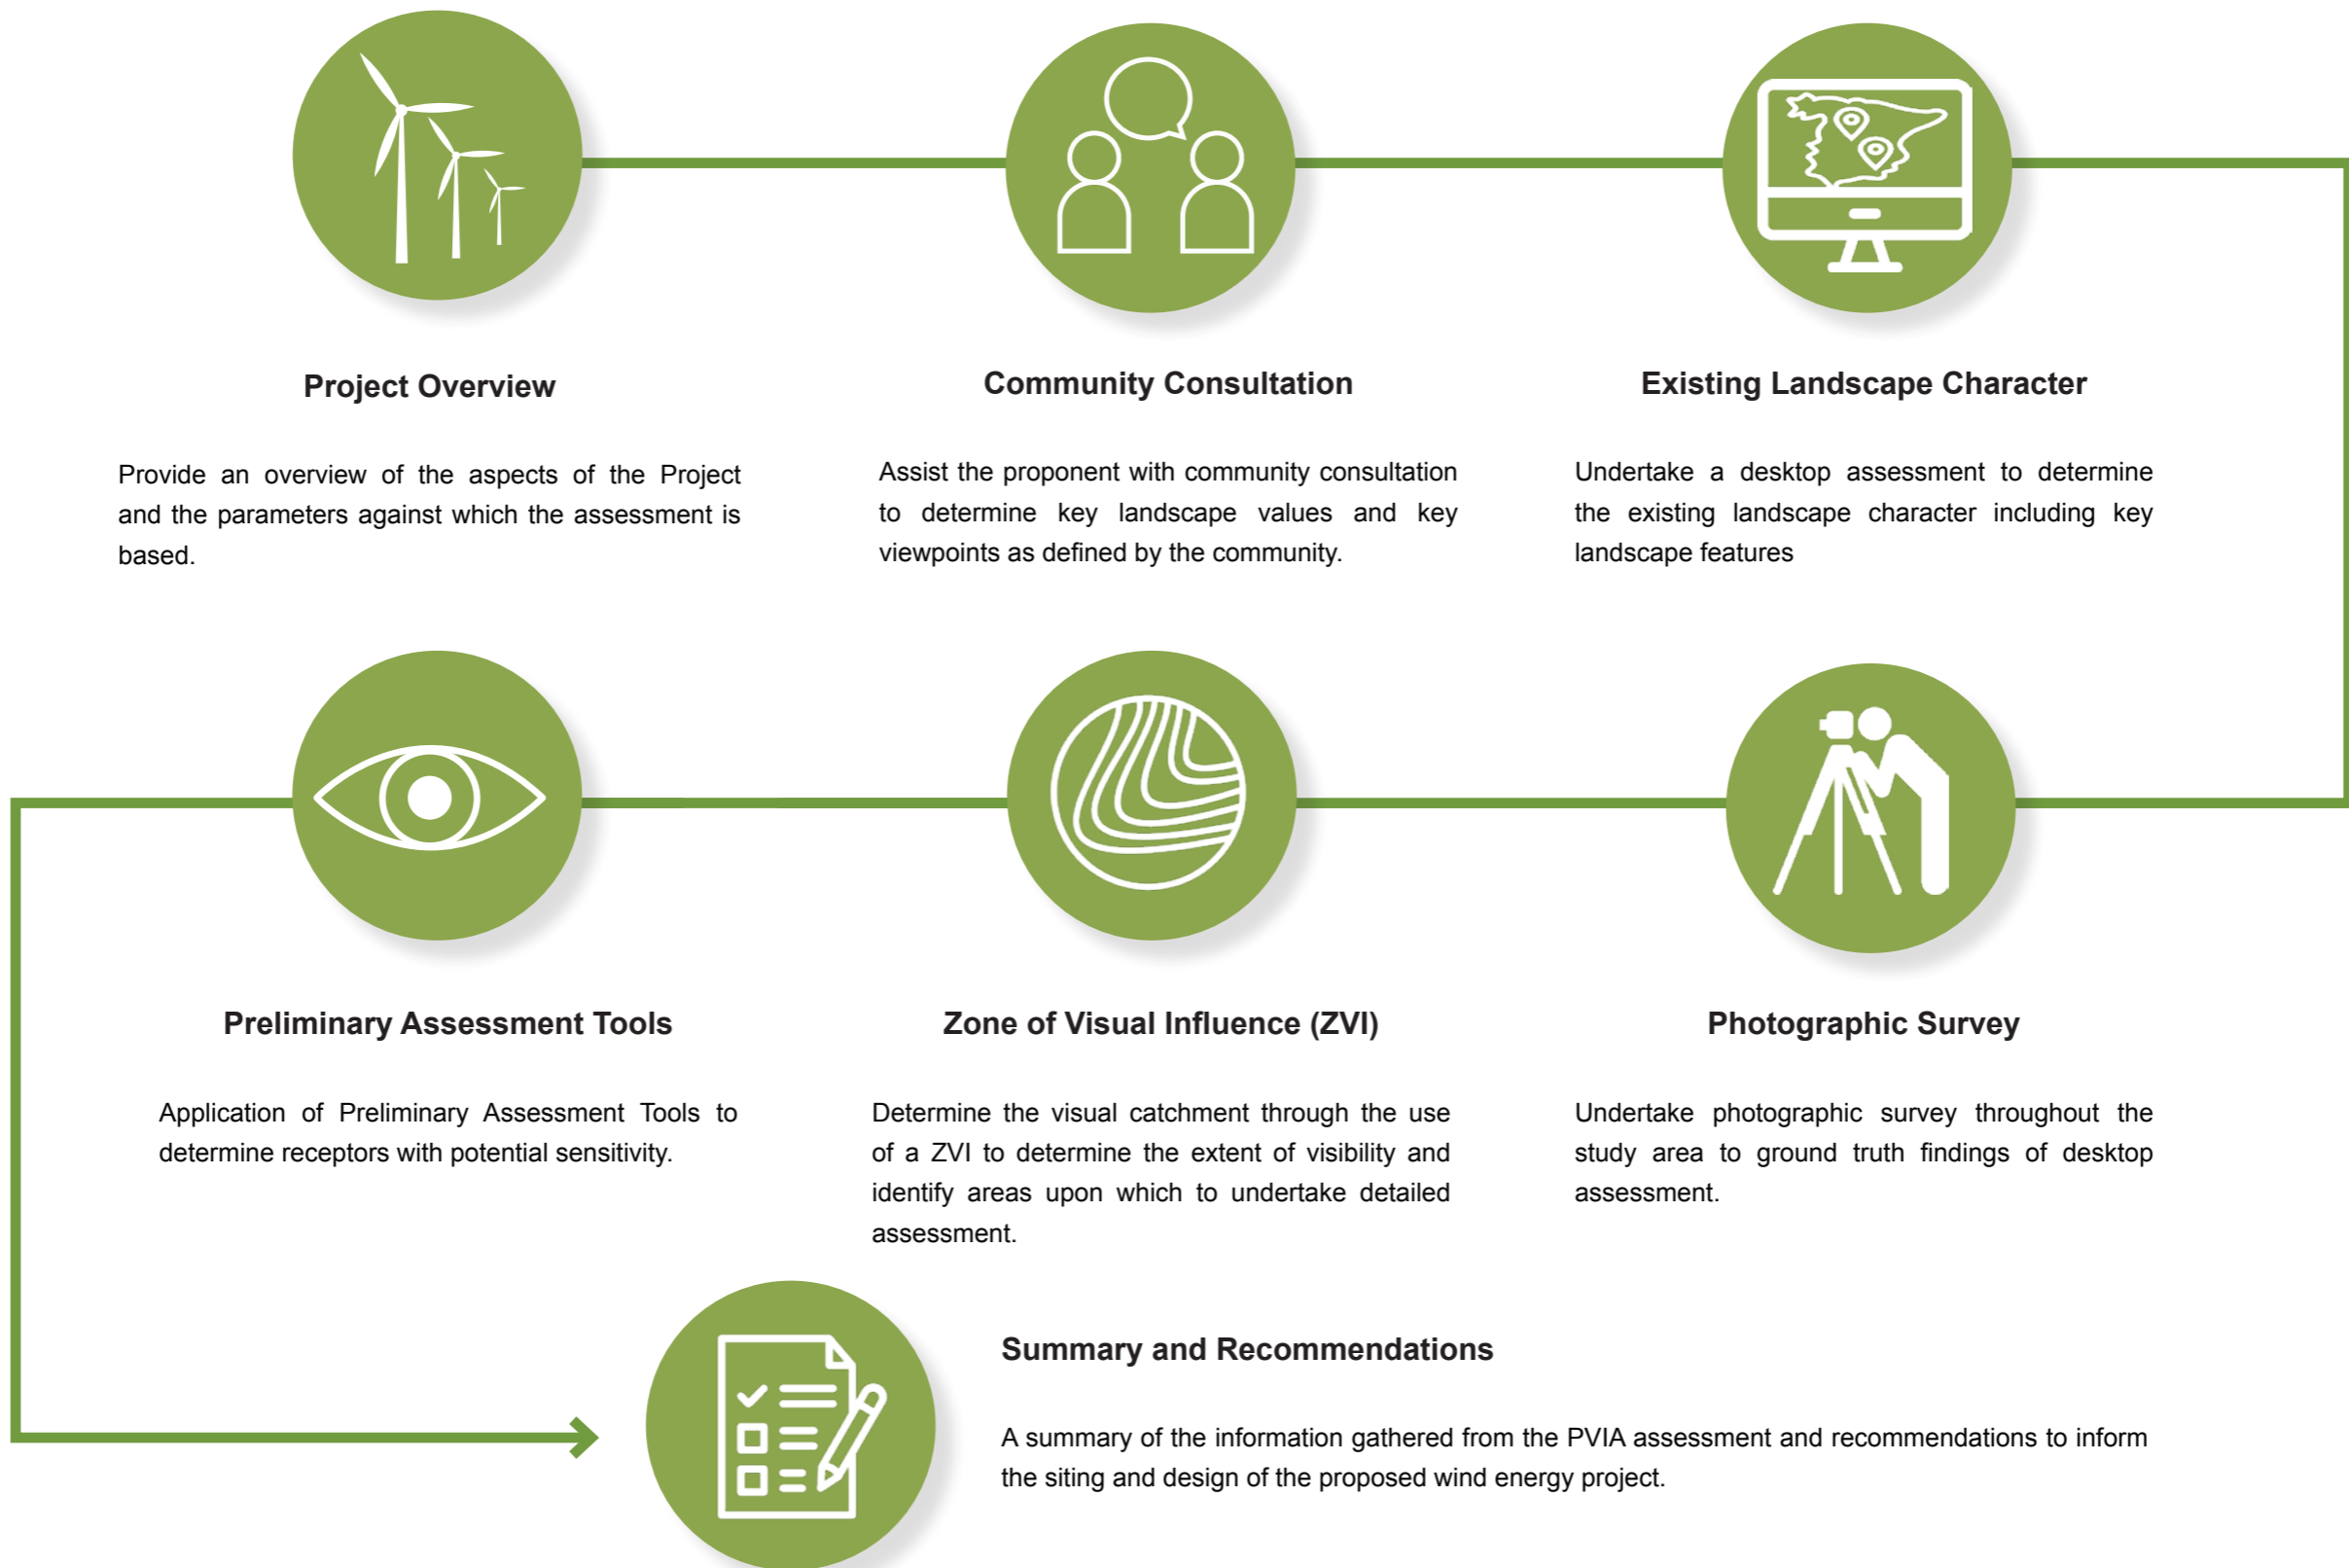 Project Overview
Provide an overview of the aspects of the Project
and the parameters against which the assessment is
based.
Community Consultation
Assist the proponent with community consultation
to determine key landscape values and key
viewpoints as defined by the community.
Existing Landscape Character
Undertake a desktop assessment to determine
the existing landscape character including key
landscape features
Photographic Survey
Undertake photographic survey throughout the
study area to ground truth findings of desktop
assessment.
Zone of Visual Influence (ZVI)
Determine the visual catchment through the use
of a ZVI to determine the extent of visibility and
identify areas upon which to undertake detailed
assessment.
Preliminary Assessment Tools
Application of Preliminary Assessment Tools to
determine receptors with potential sensitivity.
Summary and Recommendations
A summary of the information gathered from the PVIA assessment and recommendations to inform
the siting and design of the proposed wind energy project.